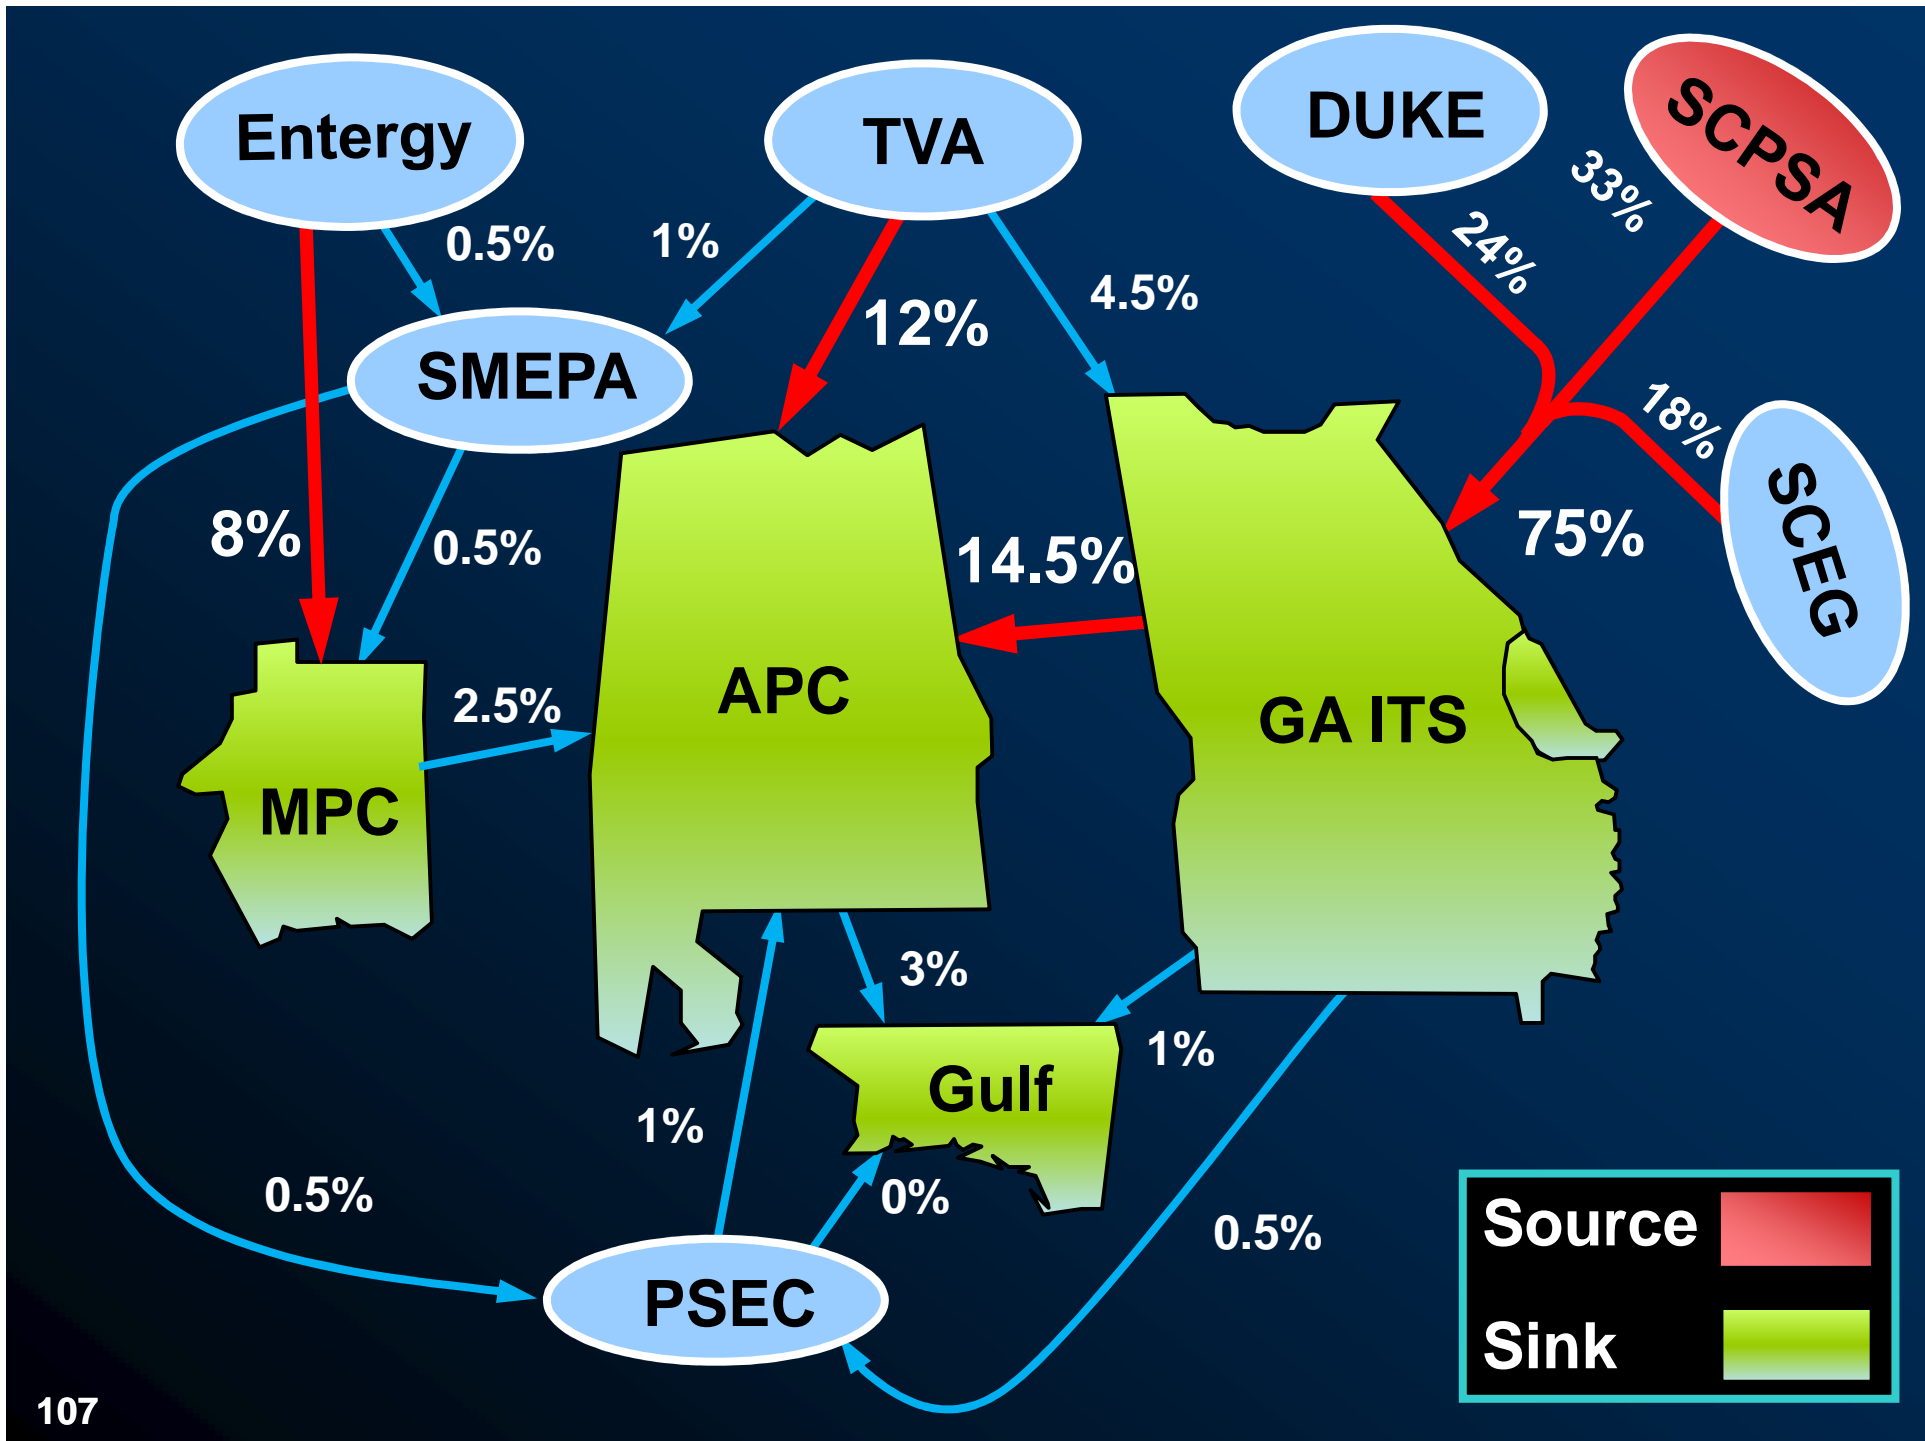 Entergy
TVA
DUKE
SCPSA
33%
24%
0.5%
1%
4.5%
12%
SMEPA
18%
SCEG
8%
0.5%
14.5%
75%
APC
GA ITS
2.5%
MPC
3%
1%
Gulf
1%
0.5%
0%
0.5%
PSEC
Source
Sink
107